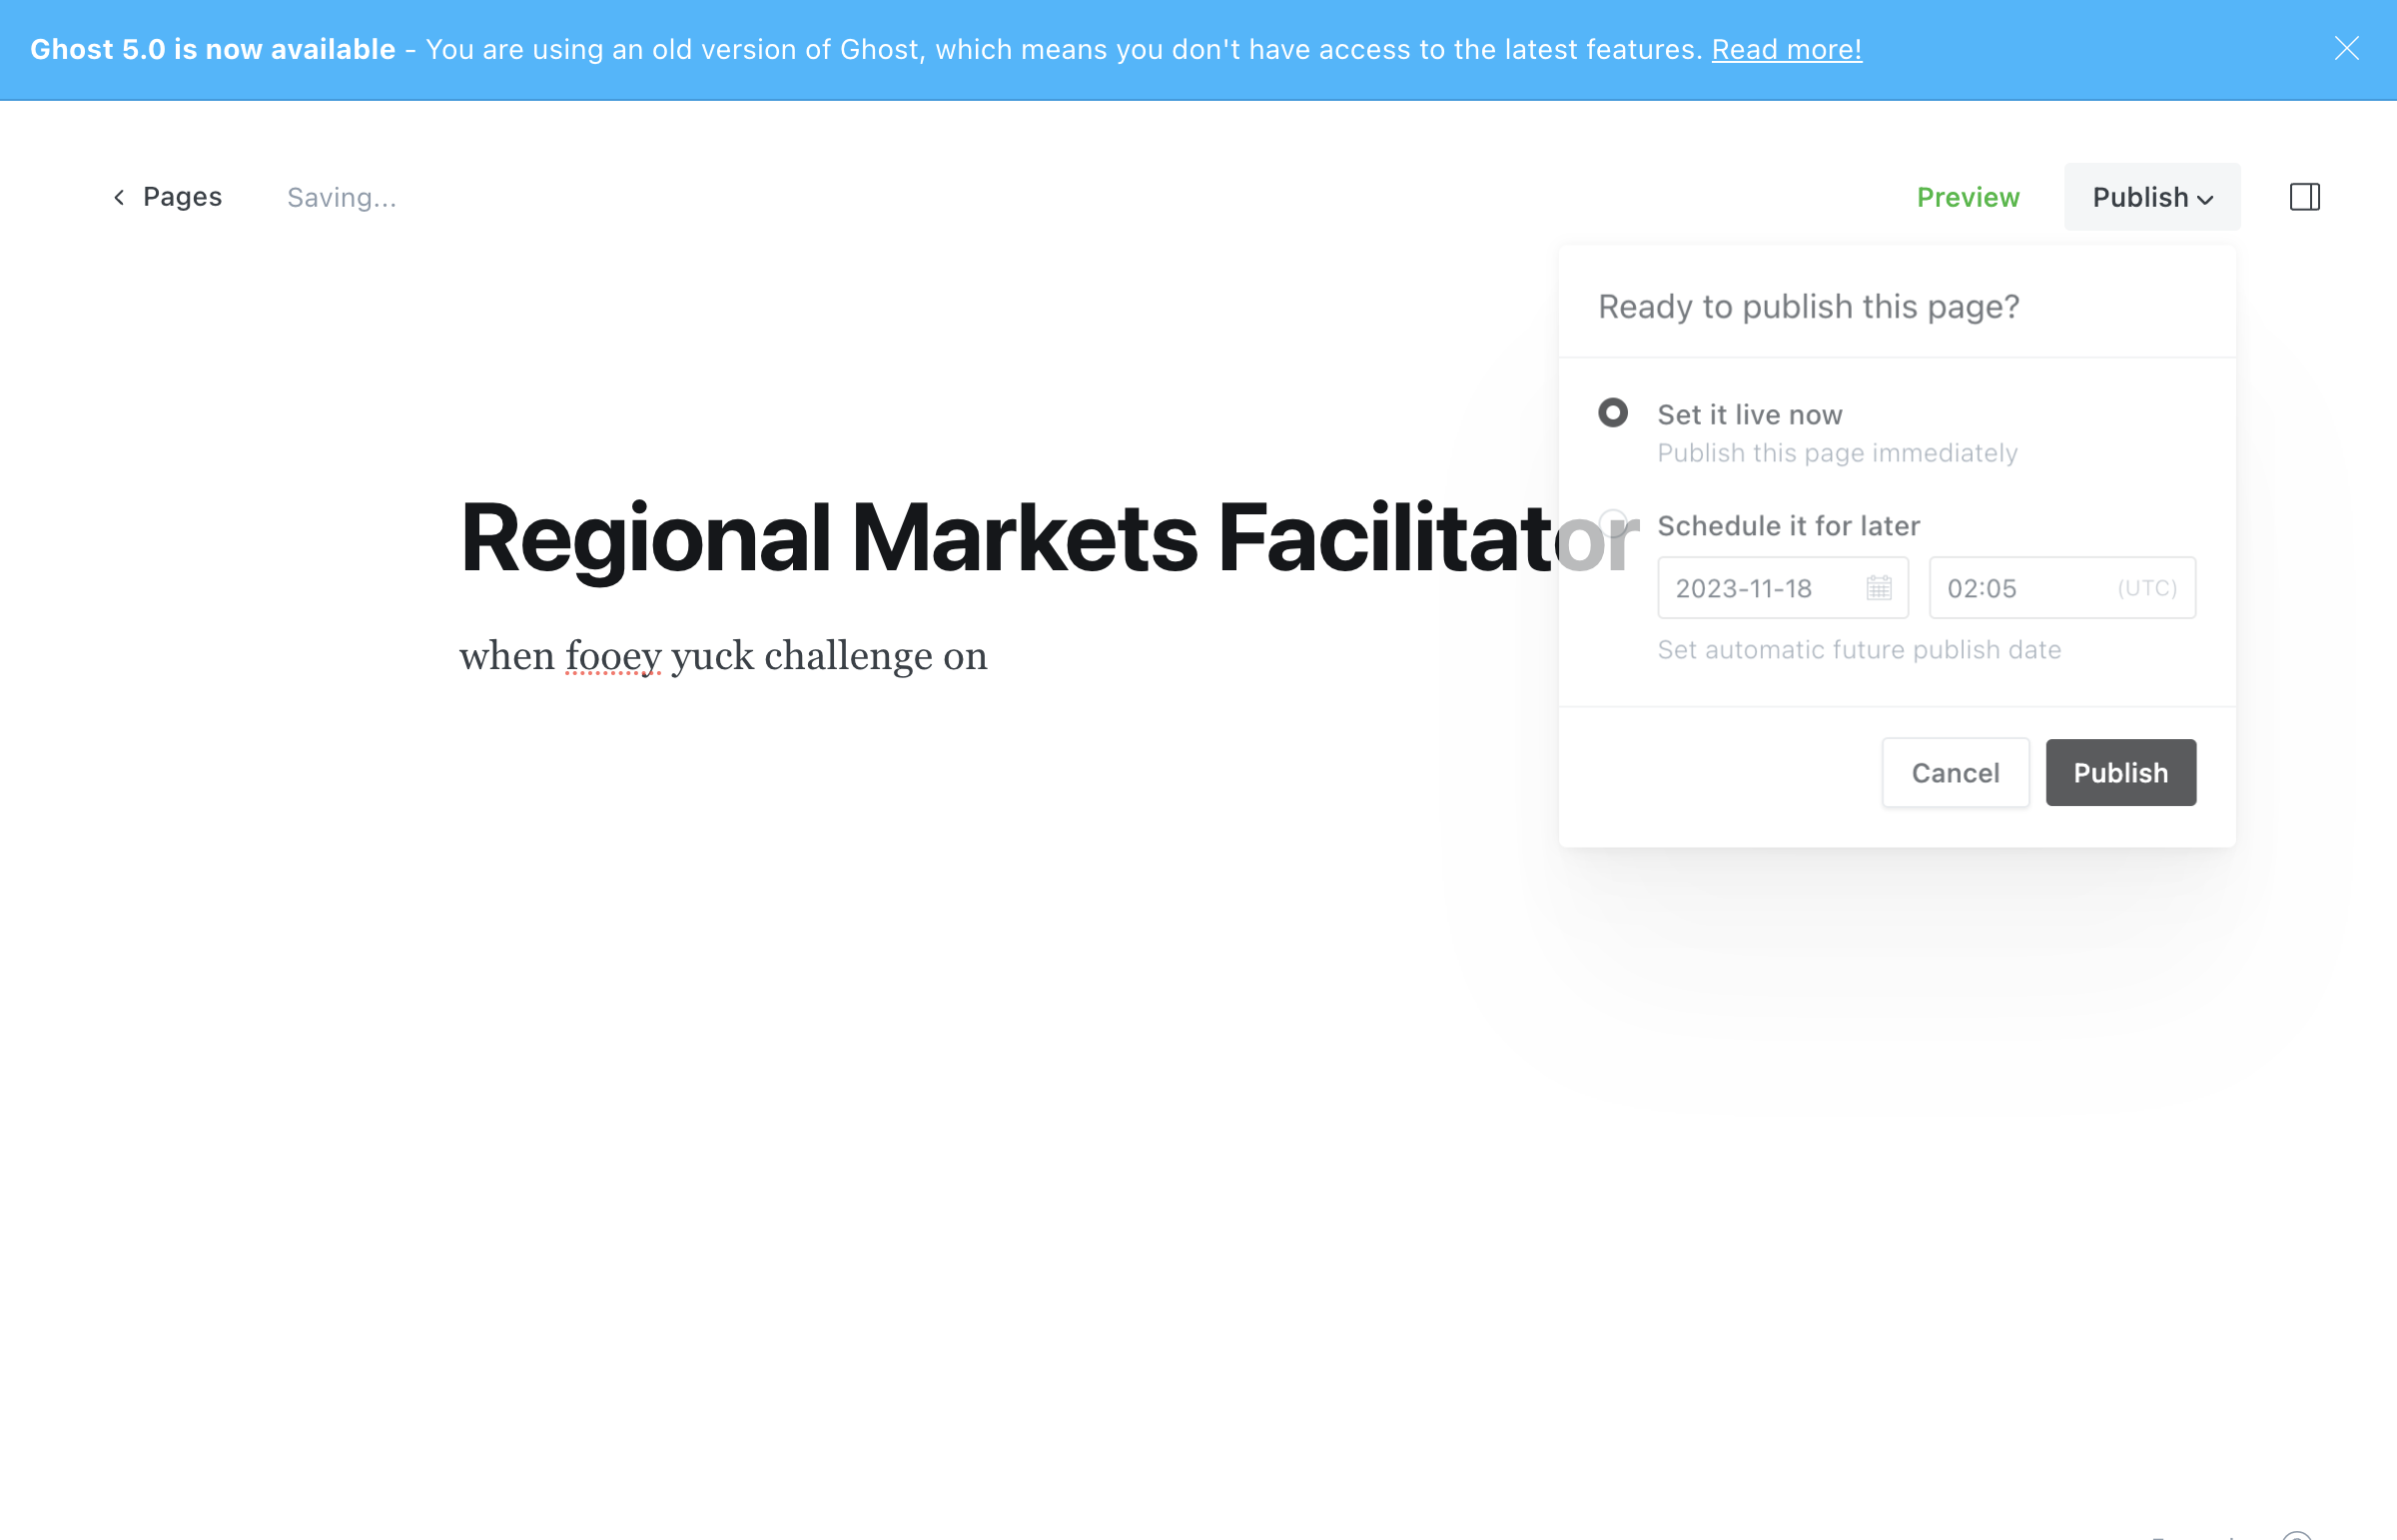 Ghost 5.0 is now available - You are using an old version of Ghost, which means you don't have access to the latest features. Read more!
Pages
Saving...
Preview
Publish
Ready to publish this page?
Set it live now
Publish this page immediately
Regional Markets Facilitator
Schedule it for later
2023-11-18
02:05
(UTC)
Set automatic future publish date
when fooey yuck challenge on
Cancel
Publish